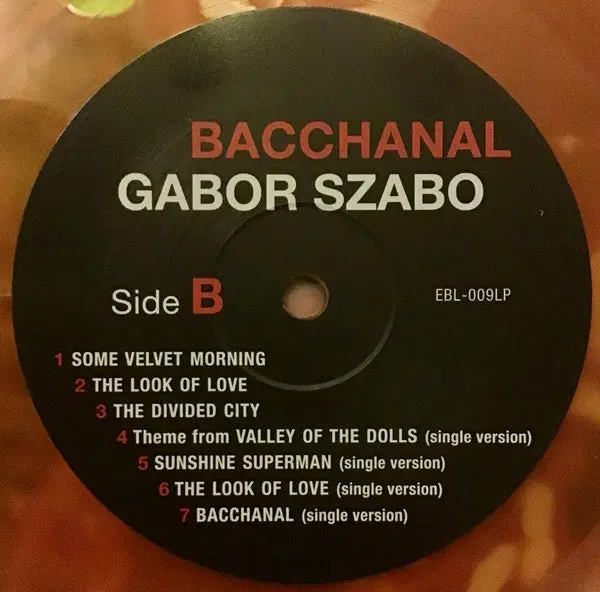 BACCHANAL
GABOR SZABO
Side B
EBL-009LP
1 SOME VELVET MORNING
2 THE LOOK OF LOVE
3 THE DIVIDED CITY
4 Theme from VALLEY OF THE DOLLS (single version)
5 SUNSHINE SUPERMAN (single version)
6 THE LOOK OF LOVE (single version)
7 BACCHANAL (single version)